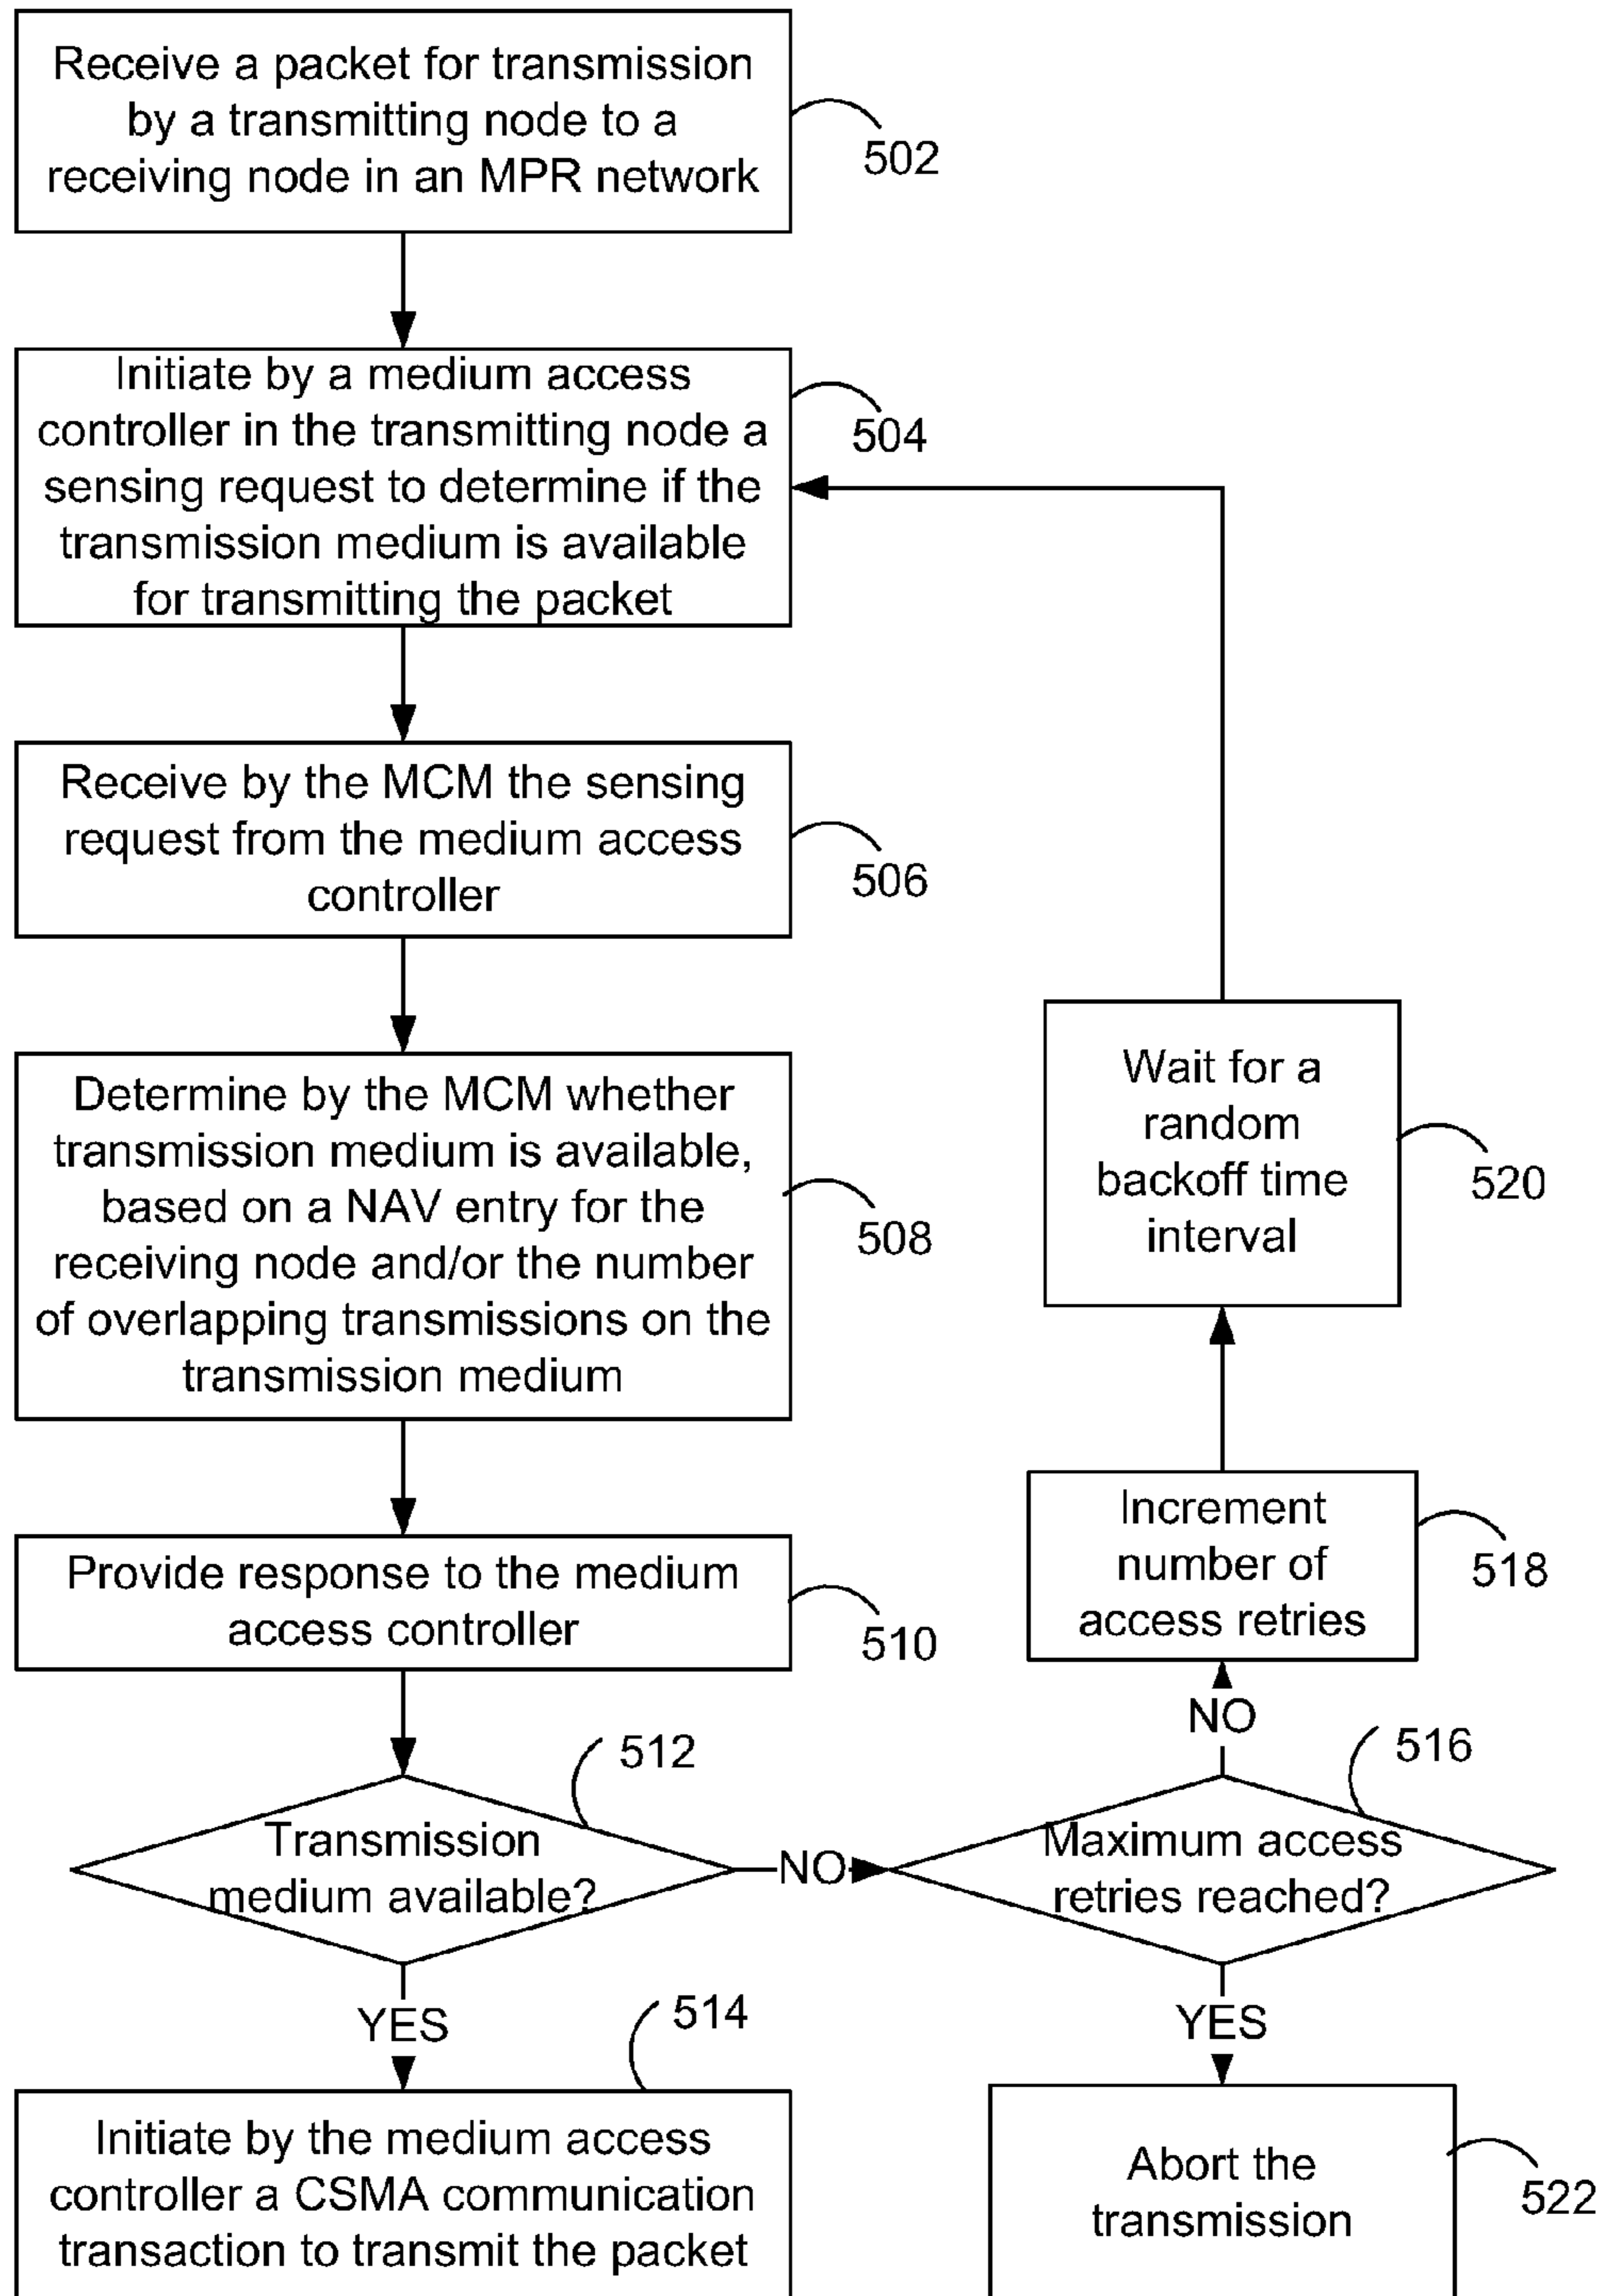 Receive a packet for transmission
by a transmitting node to a
receiving node in an MPR network
502
Initiate by a medium access
controller in the transmitting node a
sensing request to determine if the
transmission medium is available
for transmitting the packet
504
Receive by the MCM the sensing
request from the medium access
controller
506
Determine by the MCM whether
transmission medium is available,
based on a NAV entry for the
receiving node and/or the number
of overlapping transmissions on the
transmission medium
508
Provide response to the medium
access controller
510
Transmission
medium available?
512
YES
NO
Initiate by the medium access
controller a CSMA communication
transaction to transmit the packet
514
Maximum access
retries reached?
516
NO
Increment
number of
access retries
518
Wait for a
random
backoff time
interval
520
YES
Abort the
transmission
522